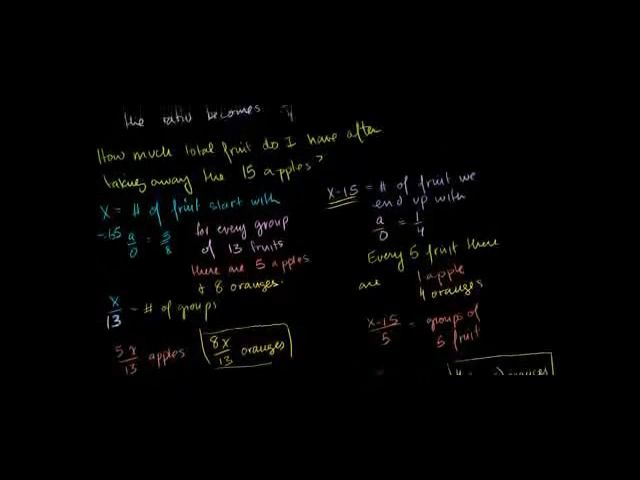 the ratio becomes 1/4
How much total fruit do I have after
taking away the 15 apples?
X = # of fruit start with
-15
a/o = 5/8
for every group
of 13 fruits
there are 5 apples
+ 8 oranges.
X/13 = # of groups
5x/13 apples
8x/13 oranges
X-15 = # of fruit we
end up with
a/o = 1/4
Every 5 fruit there
are 1 apple
4 oranges
X-15/5 = groups of
5 fruit
oranges